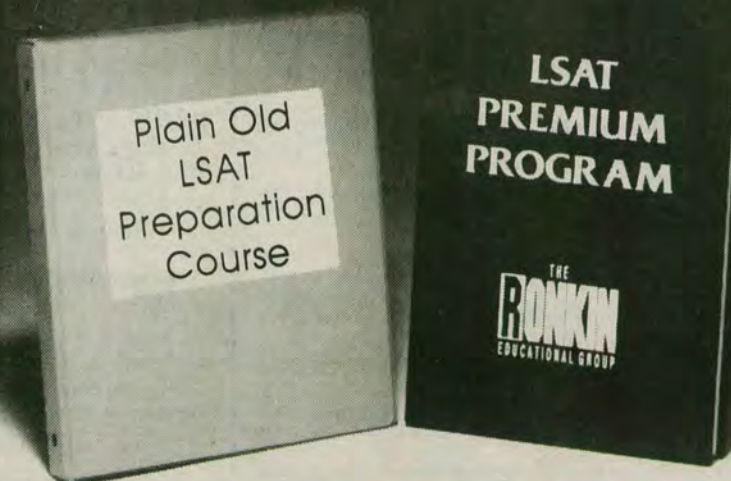 Plain Old
LSAT
Preparation
Course
LSAT
PREMIUM
PROGRAM
THE
RONKIN
EDUCATIONAL GROUP